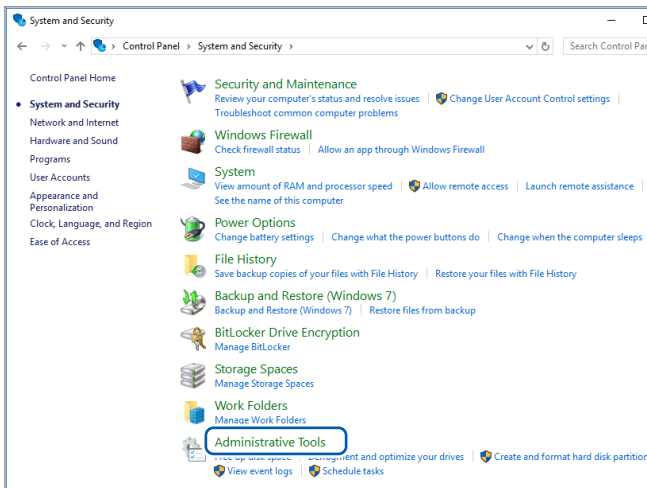 System and Security
Control Panel > System and Security >
Search Control Par
Control Panel Home
System and Security
Network and Internet
Hardware and Sound
Programs
User Accounts
Appearance and
Personalization
Clock, Language, and Region
Ease of Access
Security and Maintenance
Review your computer's status and resolve issues | Change User Account Control settings |
Troubleshoot common computer problems
Windows Firewall
Check firewall status | Allow an app through Windows Firewall
System
View amount of RAM and processor speed | Allow remote access | Launch remote assistance |
See the name of this computer
Power Options
Change battery settings | Change what the power buttons do | Change when the computer sleeps
File History
Save backup copies of your files with File History | Restore your files with File History
Backup and Restore (Windows 7)
Backup and Restore (Windows 7) | Restore files from backup
BitLocker Drive Encryption
Manage BitLocker
Storage Spaces
Manage Storage Spaces
Work Folders
Manage Work Folders
Administrative Tools
Free up disk space | Defragment and optimize your drives | Create and format hard disk partition
View event logs | Schedule tasks